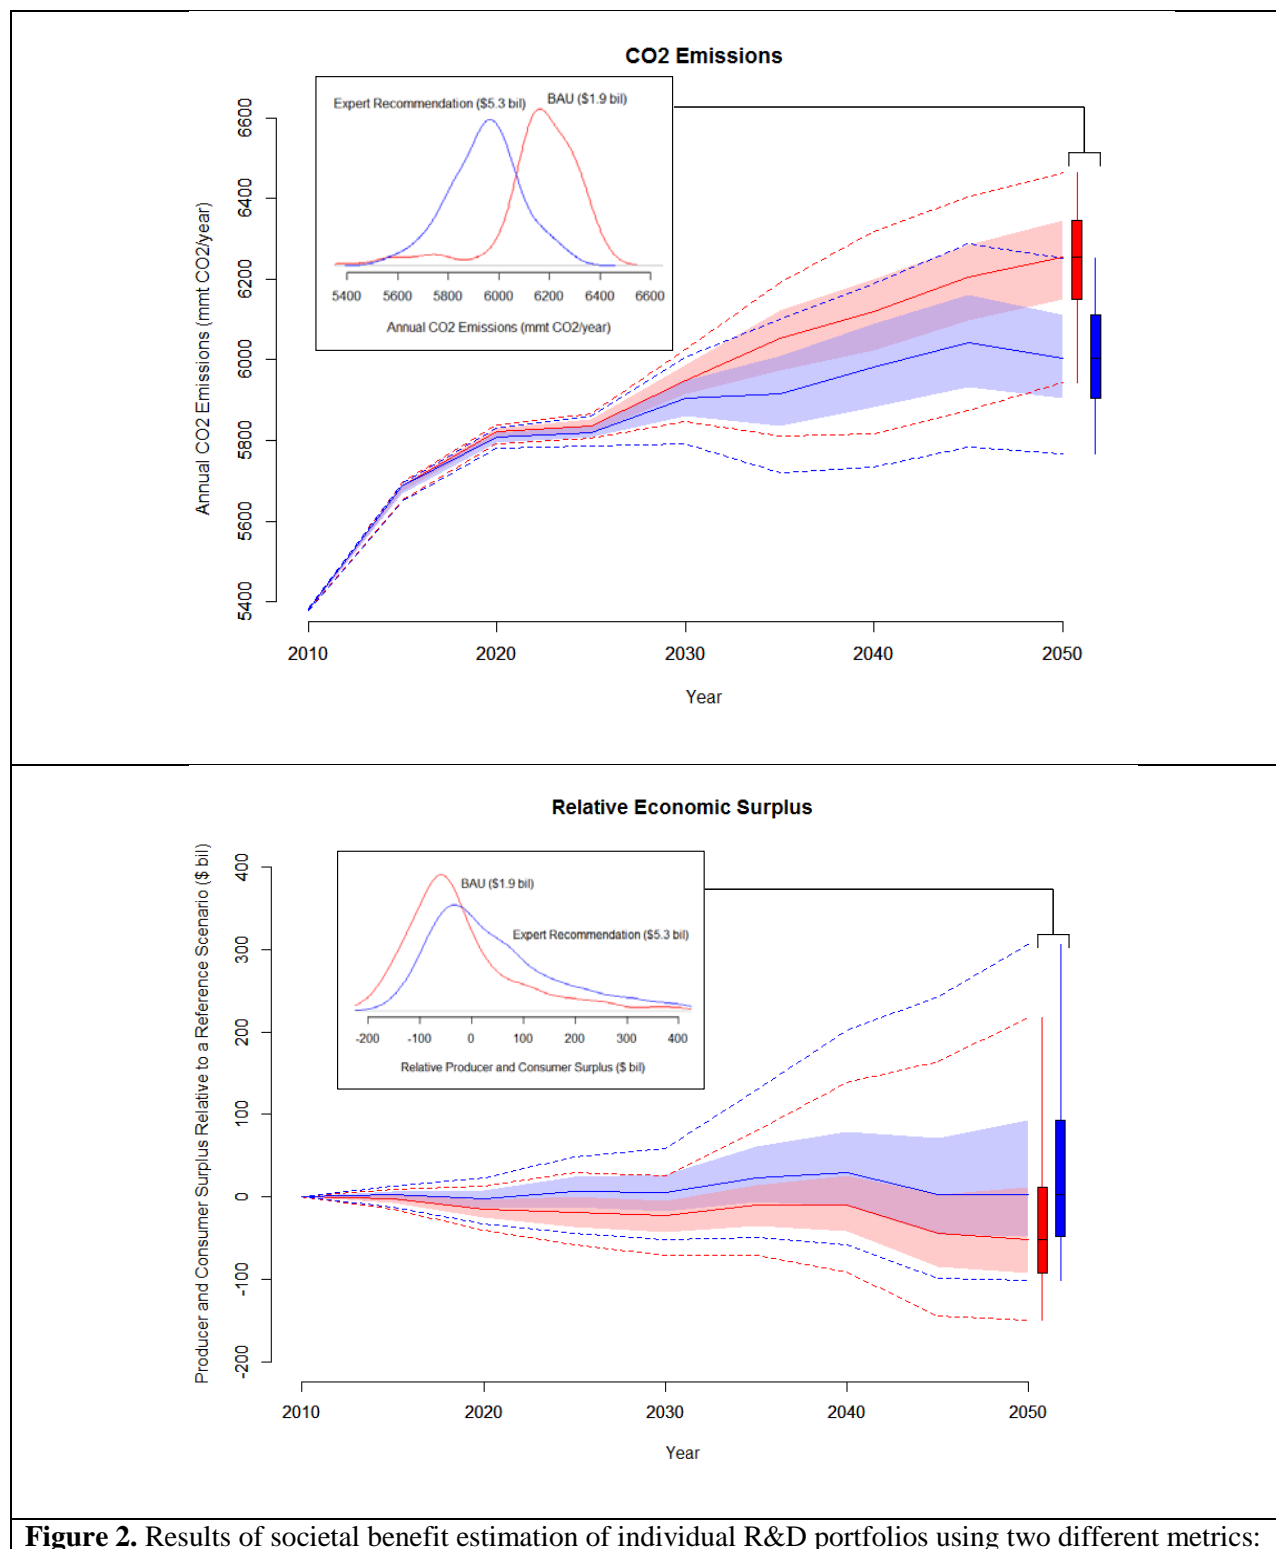 CO2 Emissions
Expert Recommendation ($5.3 bil)
BAU ($1.9 bil)
5400 5600 5800 6000 6200 6400 6600
Annual CO2 Emissions (mmt CO2/year)
Annual CO2 Emissions (mmt CO2/year)
6600
6400
6200
6000
5800
5600
5400
2010 2020 2030 2040 2050
Year
Relative Economic Surplus
BAU ($1.9 bil)
Expert Recommendation ($5.3 bil)
-200 -100 0 100 200 300 400
Relative Producer and Consumer Surplus ($ bil)
Producer and Consumer Surplus Relative to a Reference Scenario ($ bil)
400
300
200
100
0
-100
-200
2010 2020 2030 2040 2050
Year
Figure 2. Results of societal benefit estimation of individual R&D portfolios using two different metrics: